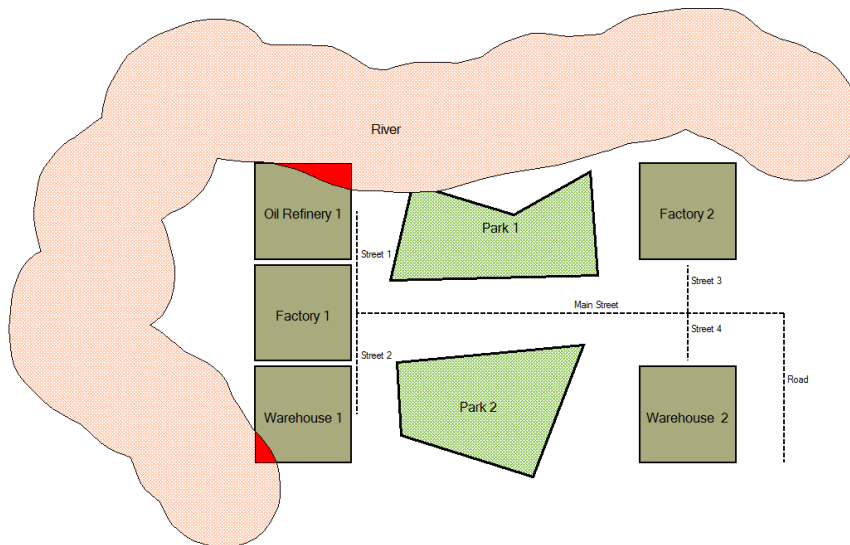 River
Oil Refinery 1
Park 1
Factory 2
Street 1
Street 3
Main Street
Factory 1
Street 4
Street 2
Road
Park 2
Warehouse 1
Warehouse 2